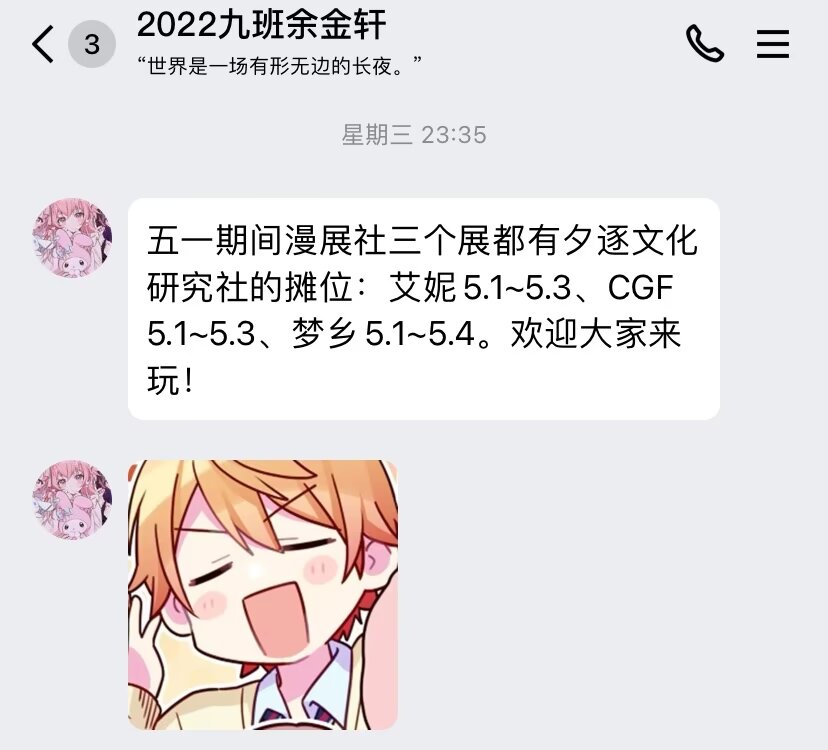 3
2022九班余金轩
“世界是一场有形无边的长夜。”
星期三 23:35
五一期间漫展社三个展都有夕逐文化
研究社的摊位：艾妮5.1~5.3、CGF
5.1~5.3、梦乡5.1~5.4。欢迎大家来
玩！